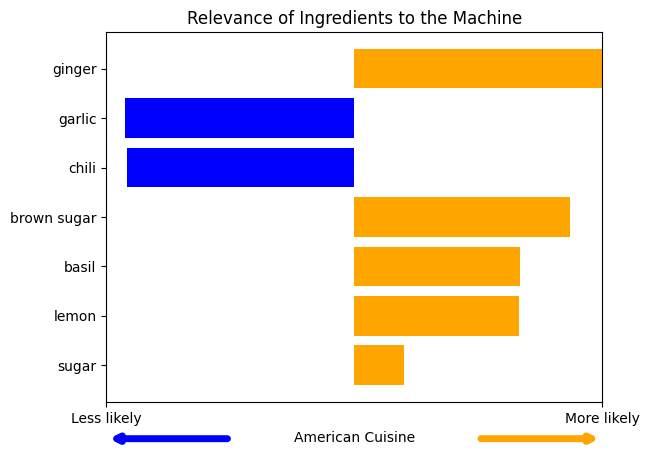 Relevance of Ingredients to the Machine
ginger
garlic
chili
brown sugar
basil
lemon
sugar
Less likely
More likely
American Cuisine